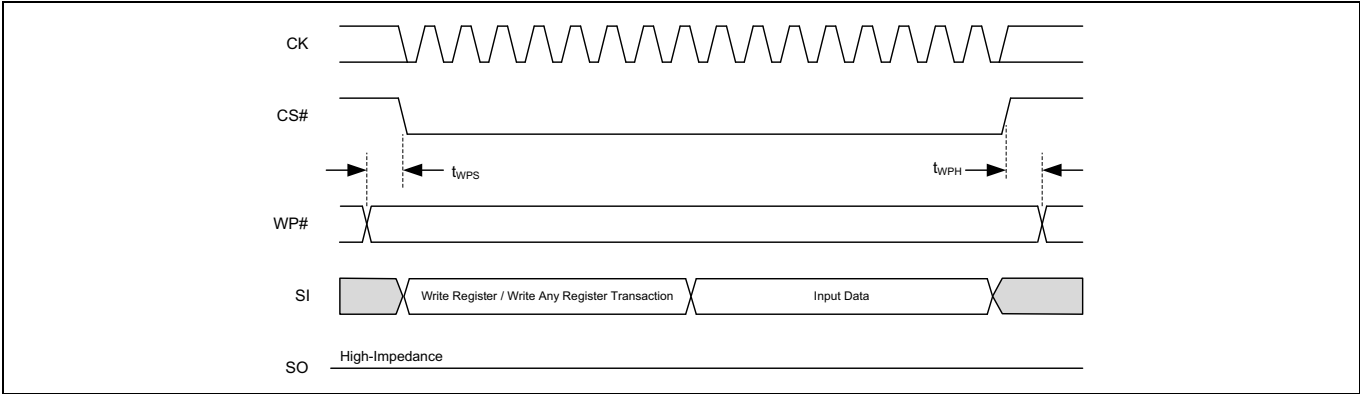 CK
CS#
tWPS
tWPH
WP#
SI
Write Register / Write Any Register Transaction
Input Data
High-Impedance
SO